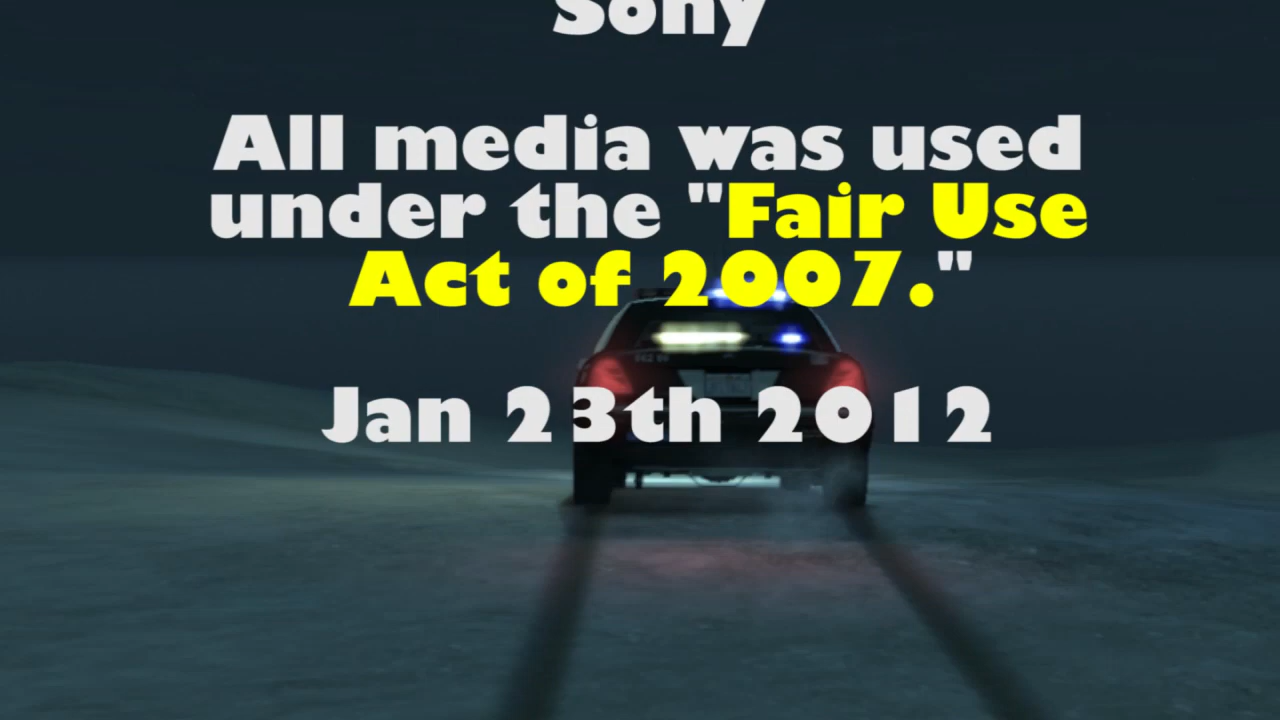 Sony
All media was used
under the "Fair Use
Act of 2007."
Jan 23th 2012